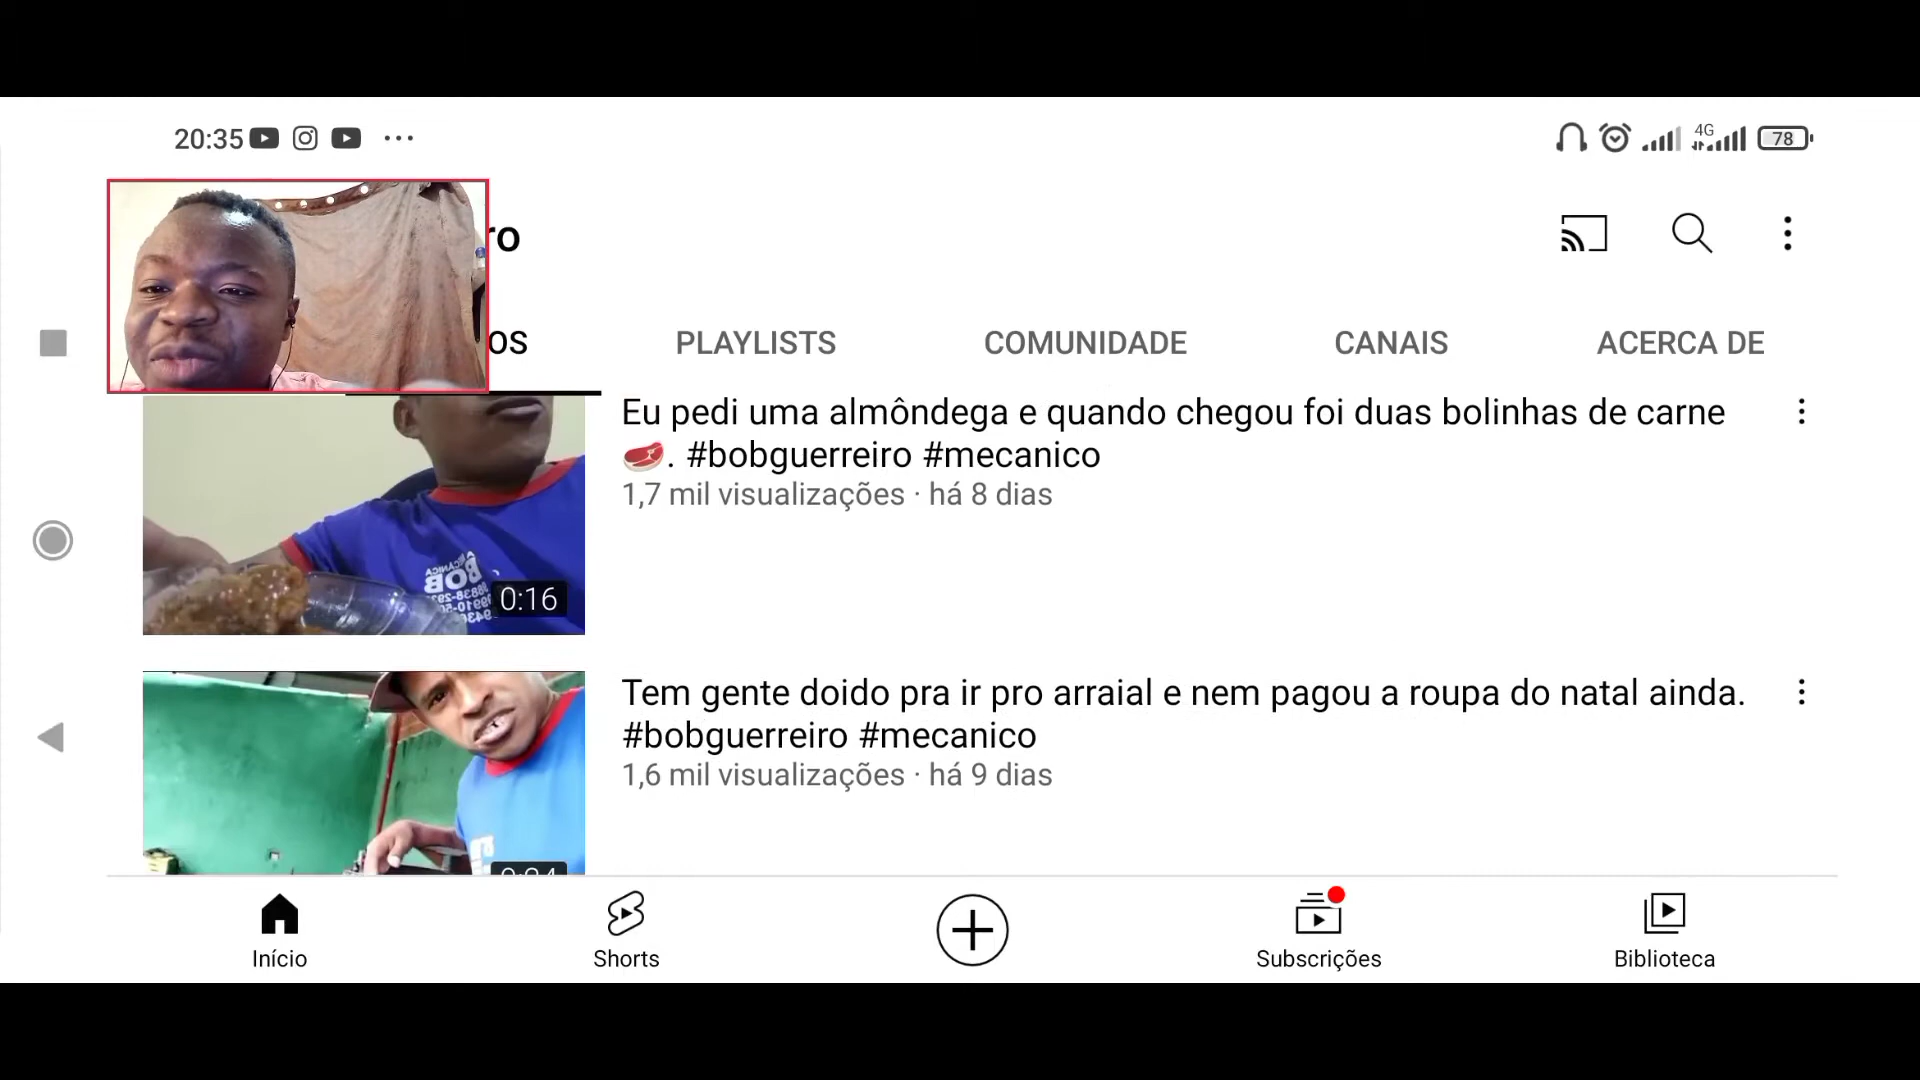 20:35
4G
78
ro
OS
PLAYLISTS
COMUNIDADE
CANAIS
ACERCA DE
Eu pedi uma almôndega e quando chegou foi duas bolinhas de carne
🥩. #bobguerreiro #mecanico
1,7 mil visualizações · há 8 dias
BOB
0:16
Tem gente doido pra ir pro arraial e nem pagou a roupa do natal ainda.
#bobguerreiro #mecanico
1,6 mil visualizações · há 9 dias
Início
Shorts
Subscrições
Biblioteca